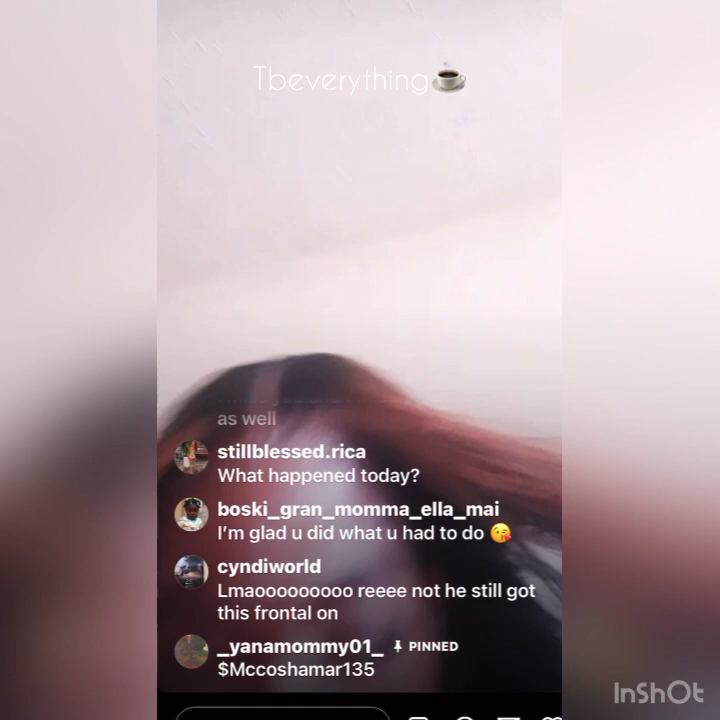 Tbeverything☕
as well
stillblessed.rica
What happened today?
boski_gran_momma_ella_mai
I'm glad u did what u had to do 😘
cyndiworld
Lmaooooooooo reeee not he still got
this frontal on
_yanamommy01_ 📌 PINNED
$Mccoshamar135
InShOt